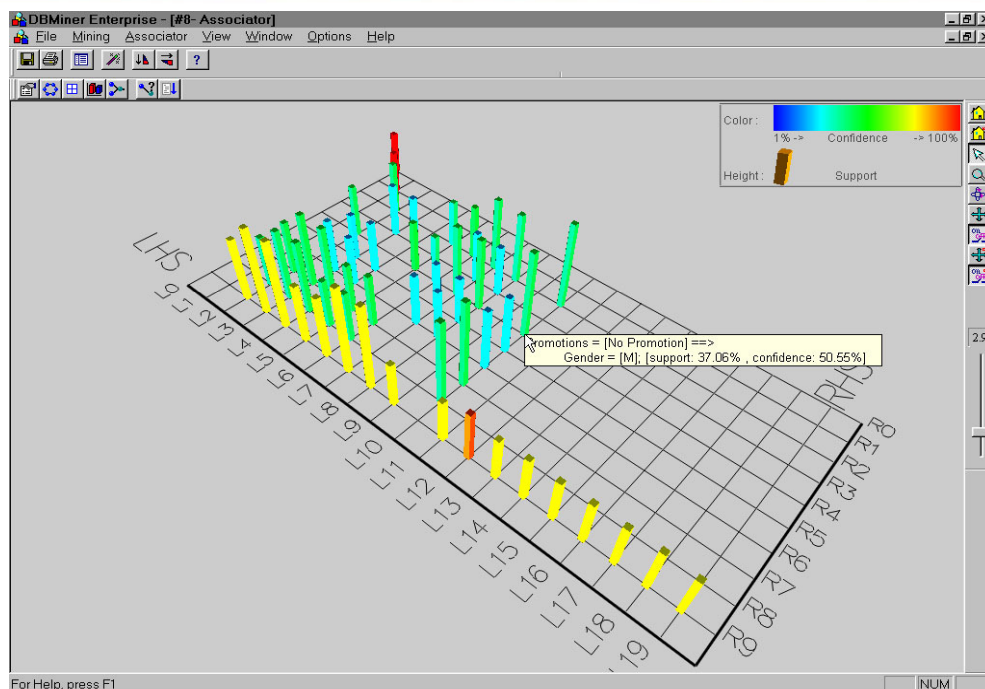 DBMiner Enterprise - [#8- Associator]
File Mining Associator View Window Options Help
Color :
1% -> Confidence -> 100%
Height : Support
LHS
L1
L2
L3
L4
L5
L6
L7
L8
L9
L10
L11
L12
L13
L14
L15
L16
L17
L18
L19
Promotions = [No Promotion] ==>
Gender = [M]; [support: 37.06% , confidence: 50.55%]
RHS
R0
R1
R2
R3
R4
R5
R6
R7
R8
R9
For Help, press F1
NUM